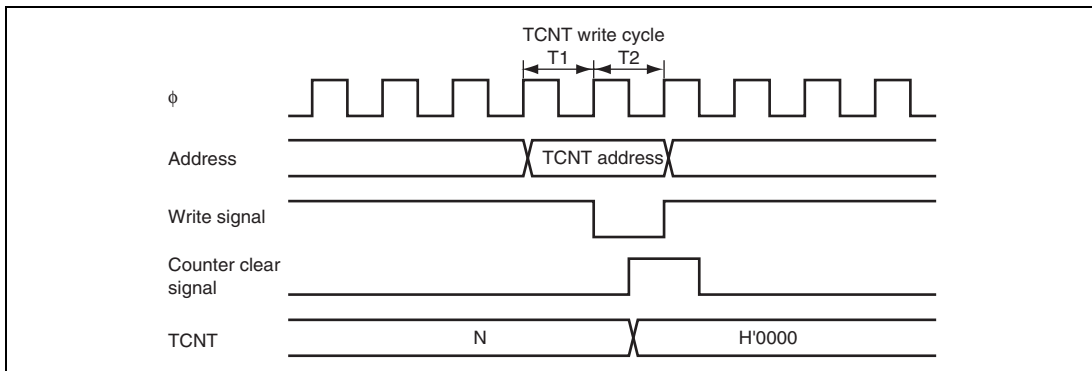 TCNT write cycle
T1 T2
ϕ
Address
TCNT address
Write signal
Counter clear
signal
TCNT
N
H'0000